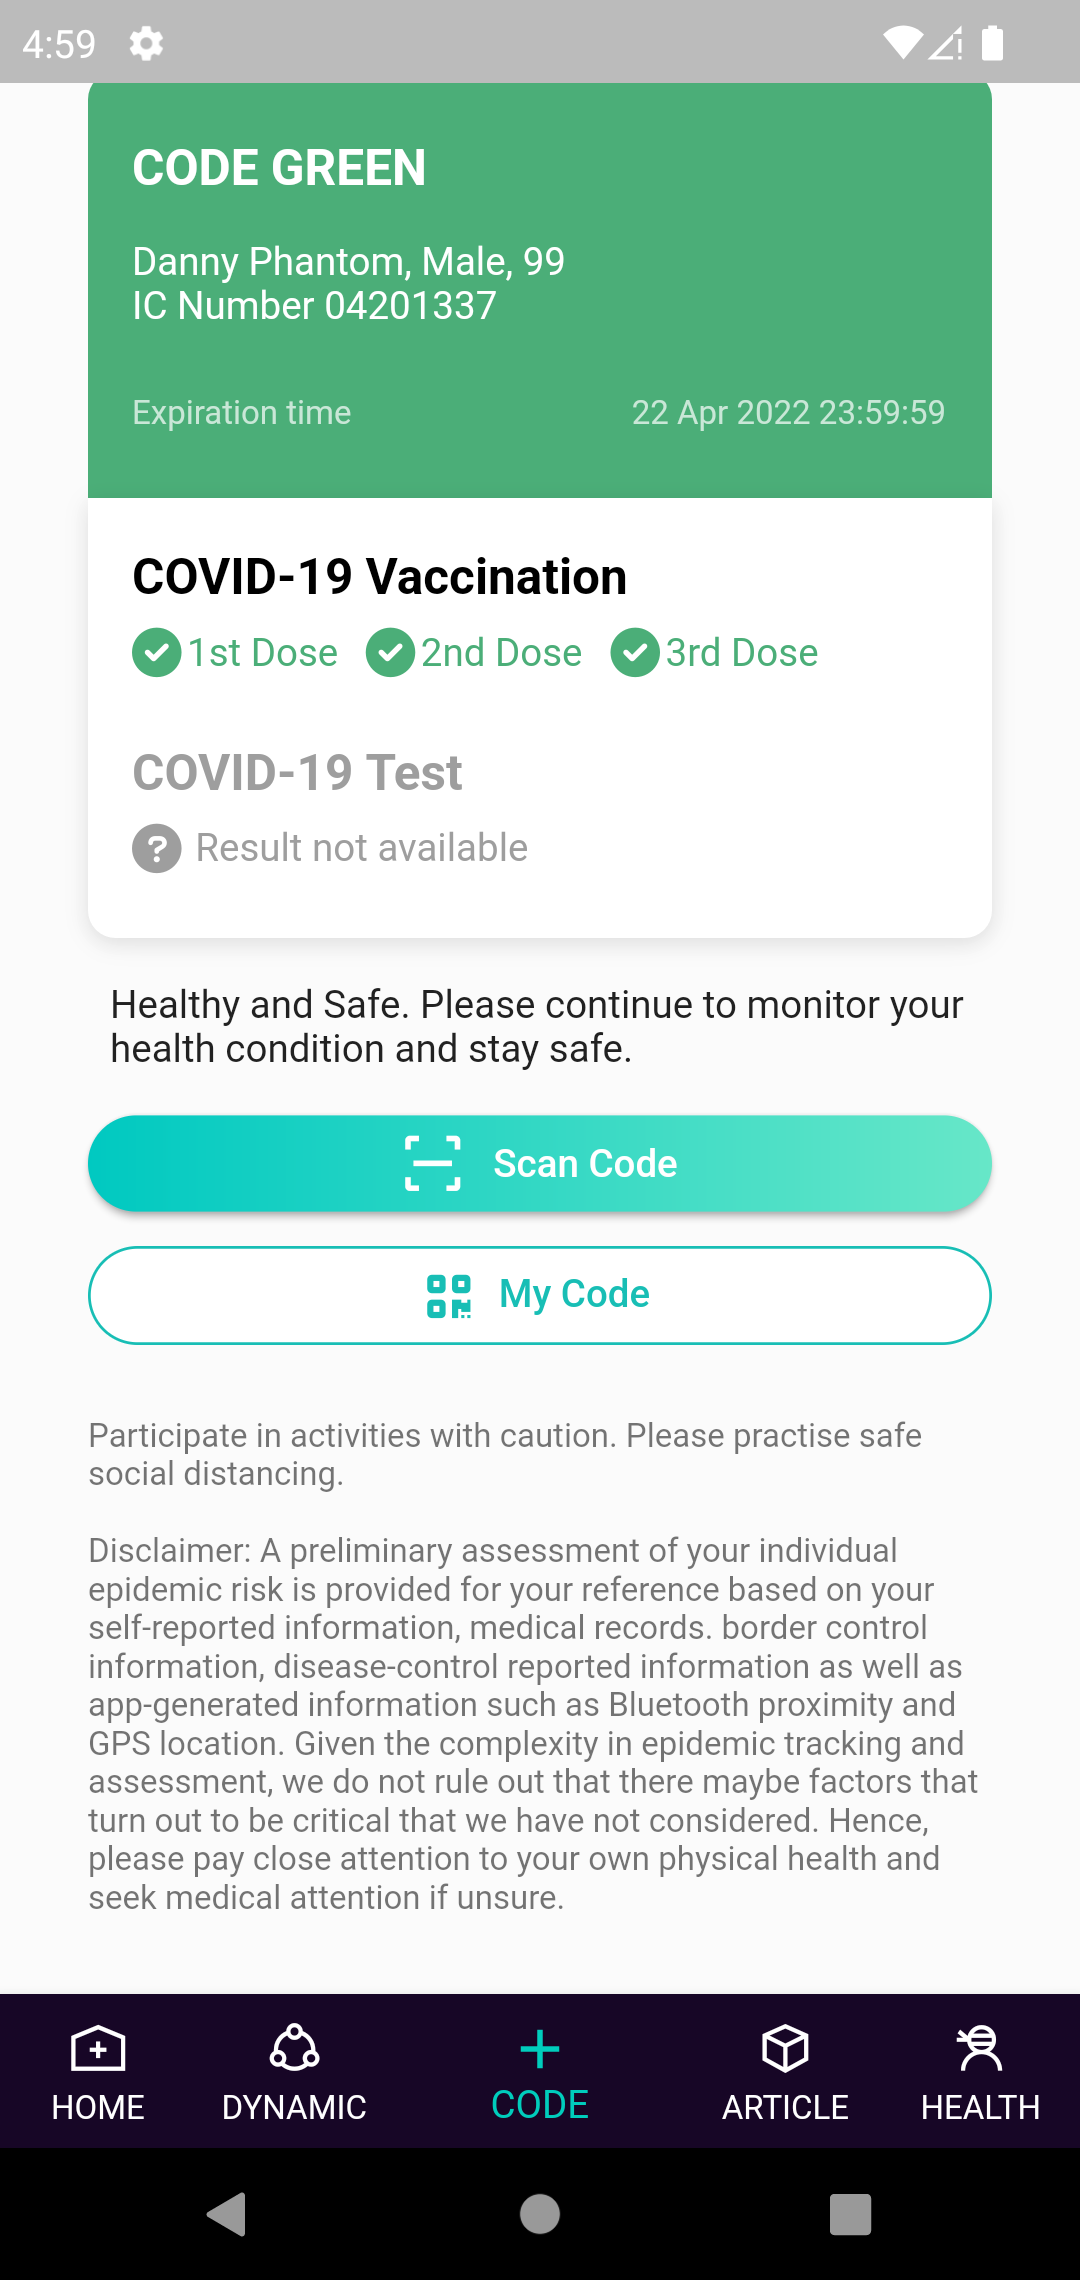 4:59
CODE GREEN
Danny Phantom, Male, 99
IC Number 04201337
Expiration time 22 Apr 2022 23:59:59
COVID-19 Vaccination
1st Dose 2nd Dose 3rd Dose
COVID-19 Test
? Result not available
Healthy and Safe. Please continue to monitor your
health condition and stay safe.
Scan Code
My Code
Participate in activities with caution. Please practise safe
social distancing.
Disclaimer: A preliminary assessment of your individual
epidemic risk is provided for your reference based on your
self-reported information, medical records. border control
information, disease-control reported information as well as
app-generated information such as Bluetooth proximity and
GPS location. Given the complexity in epidemic tracking and
assessment, we do not rule out that there maybe factors that
turn out to be critical that we have not considered. Hence,
please pay close attention to your own physical health and
seek medical attention if unsure.
HOME DYNAMIC CODE ARTICLE HEALTH